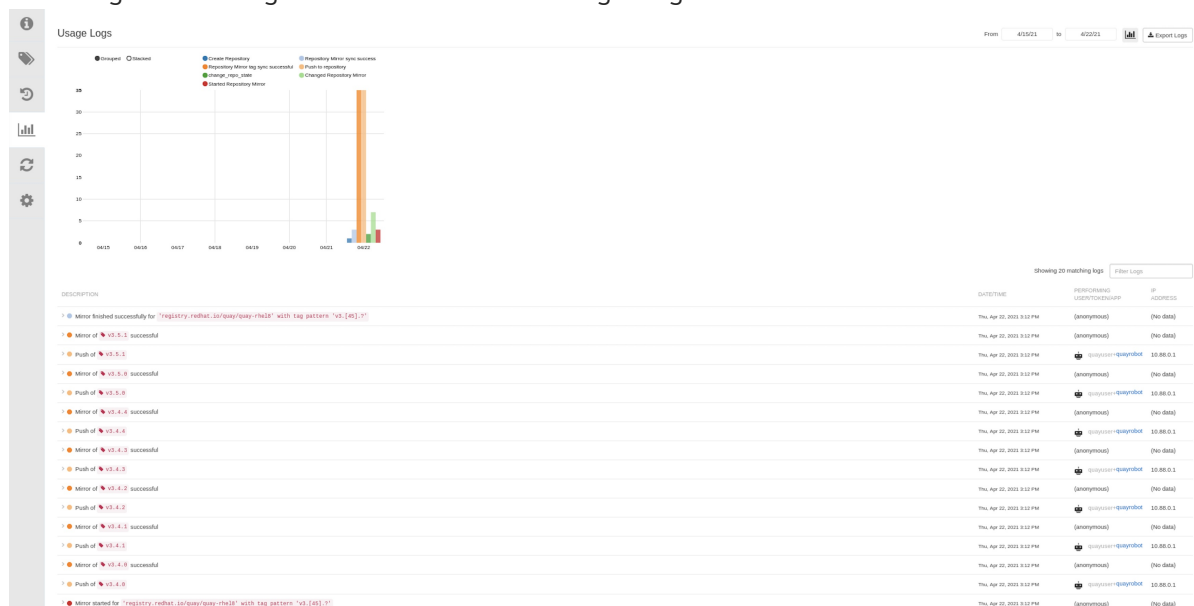 Usage Logs
From 4/15/21 to 4/22/21 Export Logs
Grouped Stacked
Create Repository Repository Mirror sync success
Repository Mirror tag sync successful Push to repository
change_repo_state Changed Repository Mirror
Started Repository Mirror
35
30
25
20
15
10
5
0
04/15 04/16 04/17 04/18 04/19 04/20 04/21 04/22
Showing 20 matching logs Filter Logs
DESCRIPTION DATE/TIME PERFORMING USER/TOKEN/APP IP ADDRESS
Mirror finished successfully for 'registry.redhat.io/quay/quay-rhel8' with tag pattern 'v3.[45].?' Thu, Apr 22, 2021 3:12 PM (anonymous) (No data)
Mirror of v3.5.1 successful Thu, Apr 22, 2021 3:12 PM (anonymous) (No data)
Push of v3.5.1 Thu, Apr 22, 2021 3:12 PM quayuser+quayrobot 10.88.0.1
Mirror of v3.5.0 successful Thu, Apr 22, 2021 3:12 PM (anonymous) (No data)
Push of v3.5.0 Thu, Apr 22, 2021 3:12 PM quayuser+quayrobot 10.88.0.1
Mirror of v3.4.4 successful Thu, Apr 22, 2021 3:12 PM (anonymous) (No data)
Push of v3.4.4 Thu, Apr 22, 2021 3:12 PM quayuser+quayrobot 10.88.0.1
Mirror of v3.4.3 successful Thu, Apr 22, 2021 3:12 PM (anonymous) (No data)
Push of v3.4.3 Thu, Apr 22, 2021 3:12 PM quayuser+quayrobot 10.88.0.1
Mirror of v3.4.2 successful Thu, Apr 22, 2021 3:12 PM (anonymous) (No data)
Push of v3.4.2 Thu, Apr 22, 2021 3:12 PM quayuser+quayrobot 10.88.0.1
Mirror of v3.4.1 successful Thu, Apr 22, 2021 3:12 PM (anonymous) (No data)
Push of v3.4.1 Thu, Apr 22, 2021 3:12 PM quayuser+quayrobot 10.88.0.1
Mirror of v3.4.0 successful Thu, Apr 22, 2021 3:12 PM (anonymous) (No data)
Push of v3.4.0 Thu, Apr 22, 2021 3:12 PM quayuser+quayrobot 10.88.0.1
Mirror started for 'registry.redhat.io/quay/quay-rhel8' with tag pattern 'v3.[45].?' Thu, Apr 22, 2021 3:12 PM (anonymous) (No data)